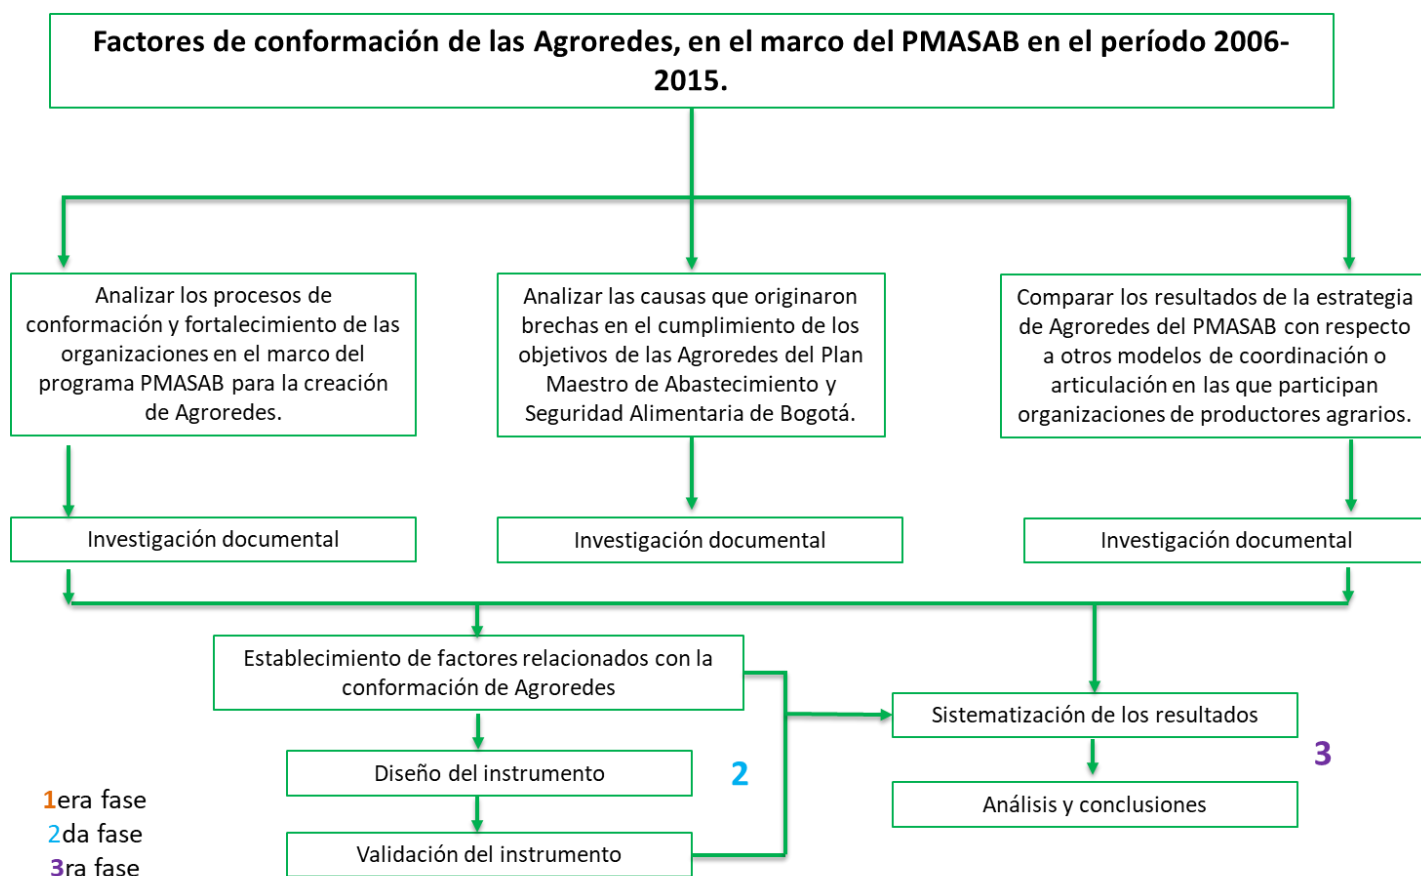 Factores de conformación de las Agroredes, en el marco del PMASAB en el período 2006-
2015.
Analizar los procesos de
conformación y fortalecimiento de las
organizaciones en el marco del
programa PMASAB para la creación
de Agroredes.
Analizar las causas que originaron
brechas en el cumplimiento de los
objetivos de las Agroredes del Plan
Maestro de Abastecimiento y
Seguridad Alimentaria de Bogotá.
Comparar los resultados de la estrategia
de Agroredes del PMASAB con respecto
a otros modelos de coordinación o
articulación en las que participan
organizaciones de productores agrarios.
Investigación documental
Investigación documental
Investigación documental
Establecimiento de factores relacionados con la
conformación de Agroredes
Diseño del instrumento
Validación del instrumento
2
Sistematización de los resultados
Análisis y conclusiones
3
1era fase
2da fase
3ra fase